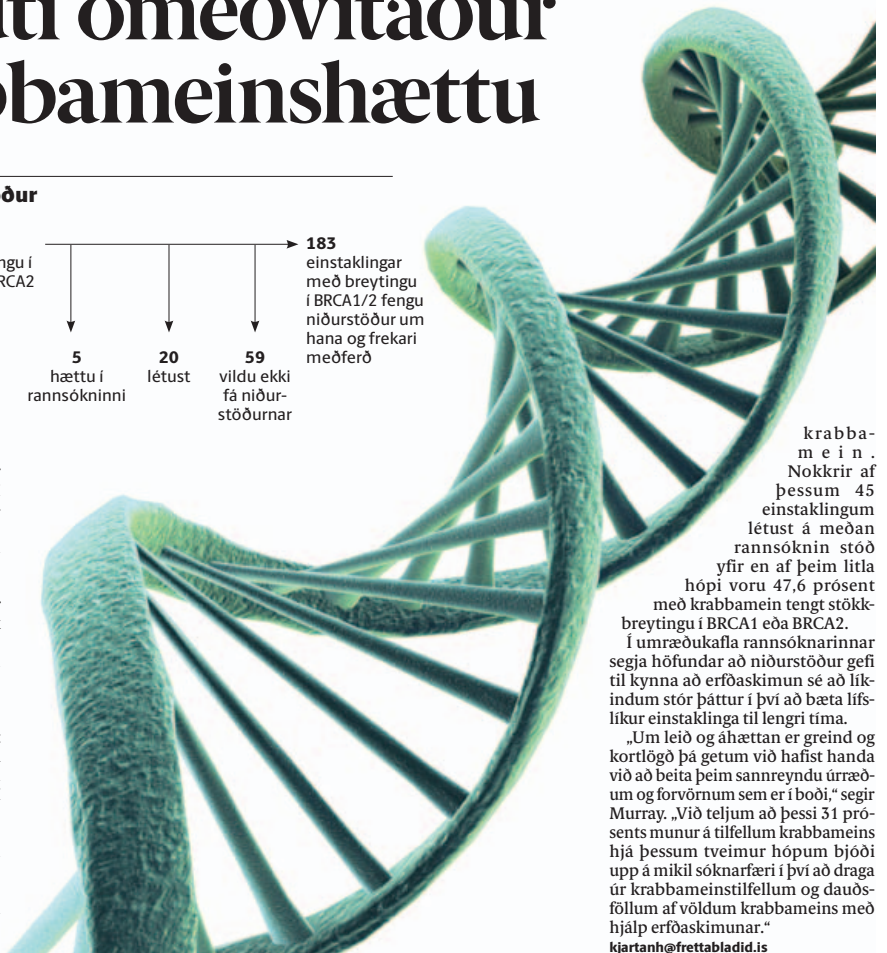 ómeðvitaður
bameinshættu
ður
ngu í
RCA2
5
hættu í
rannsókninni
20
létust
59
vildu ekki
fá niður-
stöðurnar
183
einstaklingar
með breytingu
í BRCA1/2 fengu
niðurstöður um
hana og frekari
meðferð
krabba-
mein.
Nokkrir af
þessum 45
einstaklingum
létust á meðan
rannsóknin stóð
yfir en af þeim litla
hópi voru 47,6 prósent
með krabbamein tengt stökk-
breytingu í BRCA1 eða BRCA2.
Í umræðukafla rannsóknarinnar
segja höfundar að niðurstöður gefi
til kynna að erfðaskimun sé að lík-
indum stór þáttur í því að bæta lífs-
líkur einstaklinga til lengri tíma.
„Um leið og áhættan er greind og
kortlögð þá getum við hafist handa
við að beita þeim sannreyndu úrræð-
um og forvörnum sem er í boði,“ segir
Murray. „Við teljum að þessi 31 pró-
sents munur á tilfellum krabbameins
hjá þessum tveimur hópum bjóði
upp á mikil sóknarfæri í því að draga
úr krabbameinstilfellum og dauðs-
föllum af völdum krabbameins með
hjálp erfðaskimunar.“
kjartanh@frettabladid.is